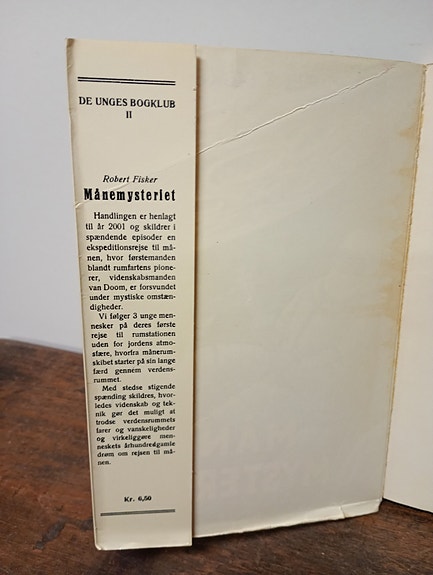 DE UNGES BOGKLUB
II
Robert Fisker
Månemysteriet
Handlingen er henlagt
til år 2001 og skildrer i
spændende episoder en
ekspeditionsrejse til må-
nen, hvor førstemanden
blandt rumfartens pione-
rer, videnskabsmanden
van Doom, er forsvundet
under mystiske omstæn-
digheder.
Vi følger 3 unge men-
nesker på deres første
rejse til rumstationen
uden for jordens atmo-
sfære, hvorfra månerum-
skibet starter på sin lange
færd gennem verdens-
rummet.
Med stedse stigende
spænding skildres, hvor-
ledes videnskab og tek-
nik gør det muligt at
trodse verdensrummets
farer og vanskeligheder
og virkeliggøre men-
neskets århundredgamle
drøm om rejsen til må-
nen.
Kr. 6,50